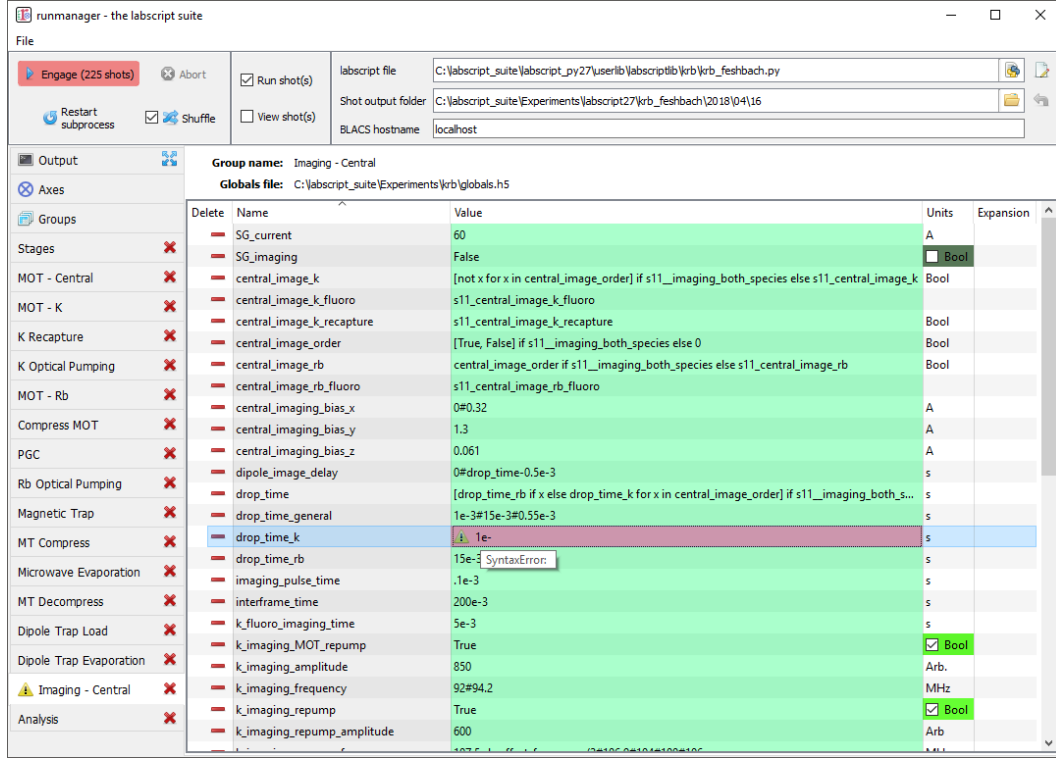 runmanager - the labscript suite
File
Engage (225 shots) Abort
Restart subprocess Shuffle
Run shot(s)
View shot(s)
labscript file C:\labscript_suite\labscript_py27\userlib\labscriptlib\krb\krb_feshbach.py
Shot output folder C:\labscript_suite\Experiments\labscript27\krb_feshbach\2018\04\16
BLACS hostname localhost
Output
Axes
Groups
Stages
MOT - Central
MOT - K
K Recapture
K Optical Pumping
MOT - Rb
Compress MOT
PGC
Rb Optical Pumping
Magnetic Trap
MT Compress
Microwave Evaporation
MT Decompress
Dipole Trap Load
Dipole Trap Evaporation
Imaging - Central
Analysis
Group name: Imaging - Central
Globals file: C:\labscript_suite\Experiments\krb\globals.h5
Delete Name Value Units Expansion
SG_current 60 A
SG_imaging False Bool
central_image_k [not x for x in central_image_order] if s11__imaging_both_species else s11_central_image_k Bool
central_image_k_fluoro s11_central_image_k_fluoro
central_image_k_recapture s11_central_image_k_recapture Bool
central_image_order [True, False] if s11__imaging_both_species else 0 Bool
central_image_rb central_image_order if s11__imaging_both_species else s11_central_image_rb Bool
central_image_rb_fluoro s11_central_image_rb_fluoro
central_imaging_bias_x 0#0.32 A
central_imaging_bias_y 1.3 A
central_imaging_bias_z 0.061 A
dipole_image_delay 0#drop_time-0.5e-3 s
drop_time [drop_time_rb if x else drop_time_k for x in central_image_order] if s11__imaging_both_s... s
drop_time_general 1e-3#15e-3#0.55e-3 s
drop_time_k 1e- s
drop_time_rb 15e-3 s
SyntaxError:
imaging_pulse_time .1e-3 s
interframe_time 200e-3 s
k_fluoro_imaging_time 5e-3 s
k_imaging_MOT_repump True Bool
k_imaging_amplitude 850 Arb.
k_imaging_frequency 92#94.2 MHz
k_imaging_repump True Bool
k_imaging_repump_amplitude 600 Arb